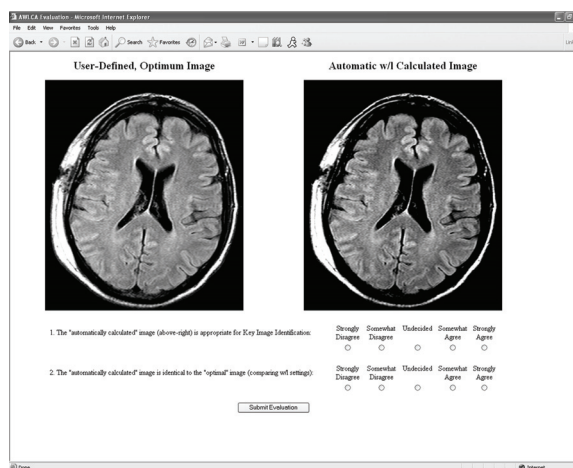 AWLCA Evaluation - Microsoft Internet Explorer
File Edit View Favorites Tools Help
Back Search Favorites
User-Defined, Optimum Image
Automatic w/l Calculated Image
1. The "automatically calculated" image (above-right) is appropriate for Key Image Identification:
Strongly Disagree Somewhat Disagree Undecided Somewhat Agree Strongly Agree
2. The "automatically calculated" image is identical to the "optimal" image (comparing w/l settings):
Strongly Disagree Somewhat Disagree Undecided Somewhat Agree Strongly Agree
Submit Evaluation
Done
Internet